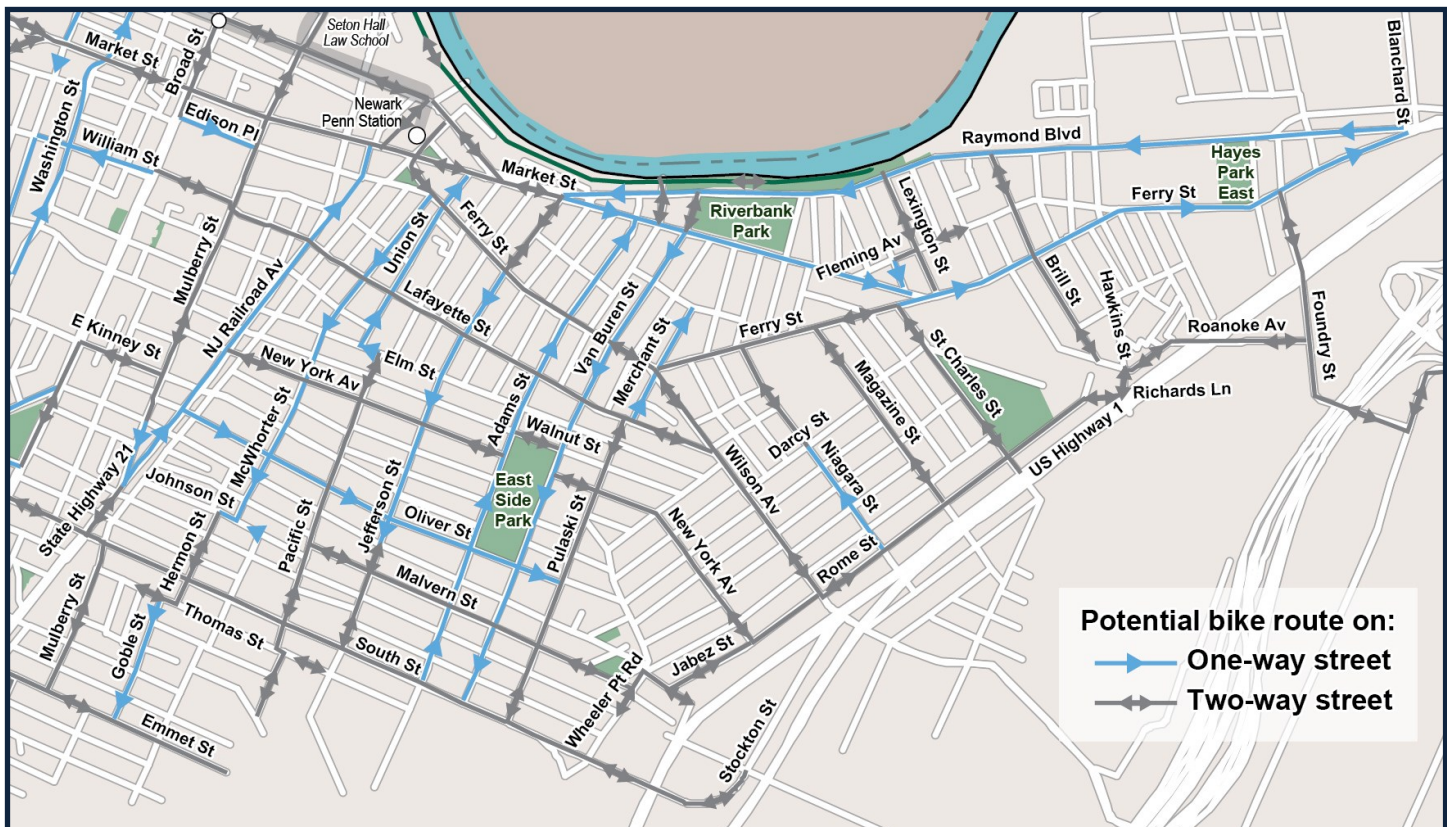 Seton Hall
Law School
Market St
Broad St
Blanchard St
Newark
Penn Station
Washington St
Edison Pl
William St
Raymond Blvd
Hayes
Park
East
Market St
Ferry St
Lexington St
Riverbank
Park
Union St
Ferry St
Mulberry St
Fleming Av
NJ Railroad Av
Brill St
Hawkins St
Lafayette St
Van Buren St
Foundry St
E Kinney St
Ferry St
Roanoke Av
New York Av
Elm St
Merchant St
St Charles St
Magazine St
Richards Ln
McWhorter St
Adams St
Walnut St
Darcy St
US Highway 1
State Highway 21
Johnson St
Wilson Av
Niagara St
East
Side
Park
Jefferson St
Oliver St
Pulaski St
New York Av
Pacific St
Hermon St
Rome St
Malvern St
Mulberry St
Goble St
Thomas St
South St
Jabez St
Wheeler Pt Rd
Emmet St
Stockton St
Potential bike route on:
One-way street
Two-way street